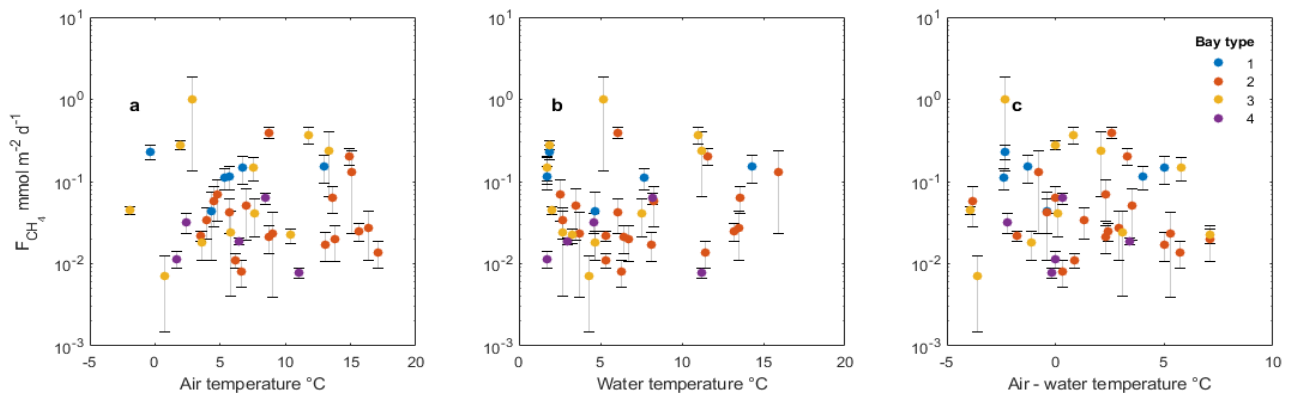 10^1
10^0
10^-1
10^-2
10^-3
F_CH4 mmol m^-2 d^-1
a
-5 0 5 10 15 20
Air temperature °C
10^1
10^0
10^-1
10^-2
10^-3
b
0 5 10 15 20
Water temperature °C
10^1
10^0
10^-1
10^-2
10^-3
c
Bay type
1
2
3
4
-5 0 5 10
Air - water temperature °C